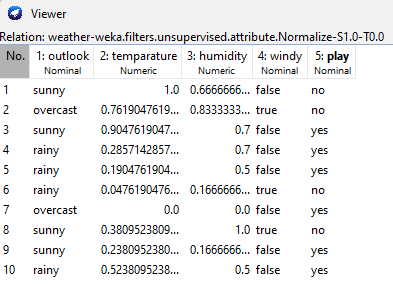 Viewer
Relation: weather-weka.filters.unsupervised.attribute.Normalize-S1.0-T0.0
No. 1: outlook 2: temparature 3: humidity 4: windy 5: play
Nominal Numeric Numeric Nominal Nominal
1 sunny 1.0 0.6666666... false no
2 overcast 0.7619047619... 0.8333333... true no
3 sunny 0.9047619047... 0.7 false yes
4 rainy 0.2857142857... 0.7 false yes
5 rainy 0.1904761904... 0.5 false yes
6 rainy 0.0476190476... 0.1666666... true no
7 overcast 0.0 0.0 false yes
8 sunny 0.3809523809... 1.0 true no
9 sunny 0.2380952380... 0.1666666... false yes
10 rainy 0.5238095238... 0.5 false yes